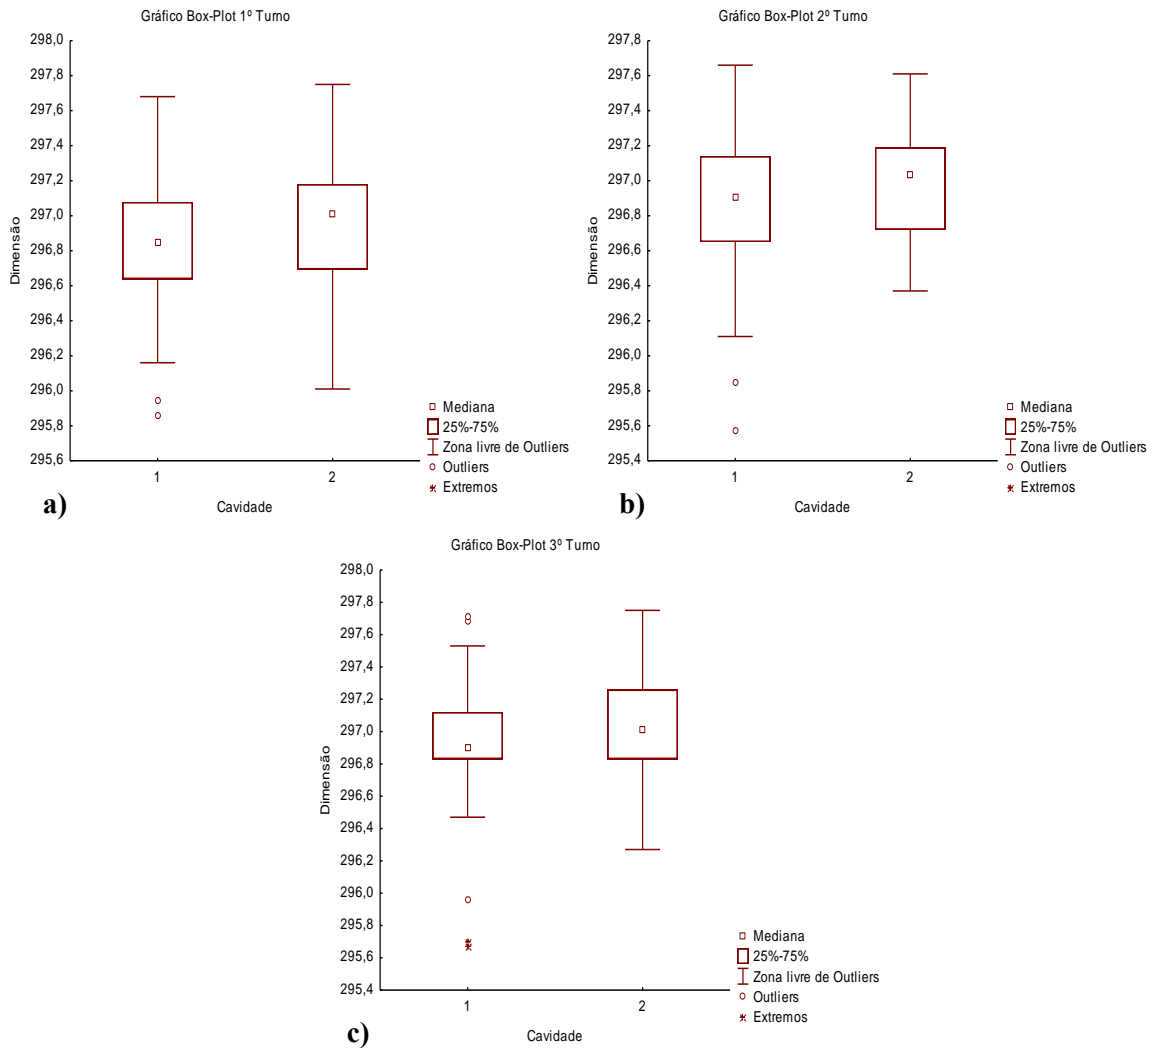 Gráfico Box-Plot 1º Turno
298,0
297,8
297,6
297,4
297,2
297,0
296,8
296,6
296,4
296,2
296,0
295,8
295,6
Dimensão
1 2
Cavidade
Mediana
25%-75%
Zona livre de Outliers
Outliers
Extremos
a)
Gráfico Box-Plot 2º Turno
297,8
297,6
297,4
297,2
297,0
296,8
296,6
296,4
296,2
296,0
295,8
295,6
295,4
Dimensão
1 2
Cavidade
Mediana
25%-75%
Zona livre de Outliers
Outliers
Extremos
b)
Gráfico Box-Plot 3º Turno
298,0
297,8
297,6
297,4
297,2
297,0
296,8
296,6
296,4
296,2
296,0
295,8
295,6
295,4
Dimensão
1 2
Cavidade
Mediana
25%-75%
Zona livre de Outliers
Outliers
Extremos
c)